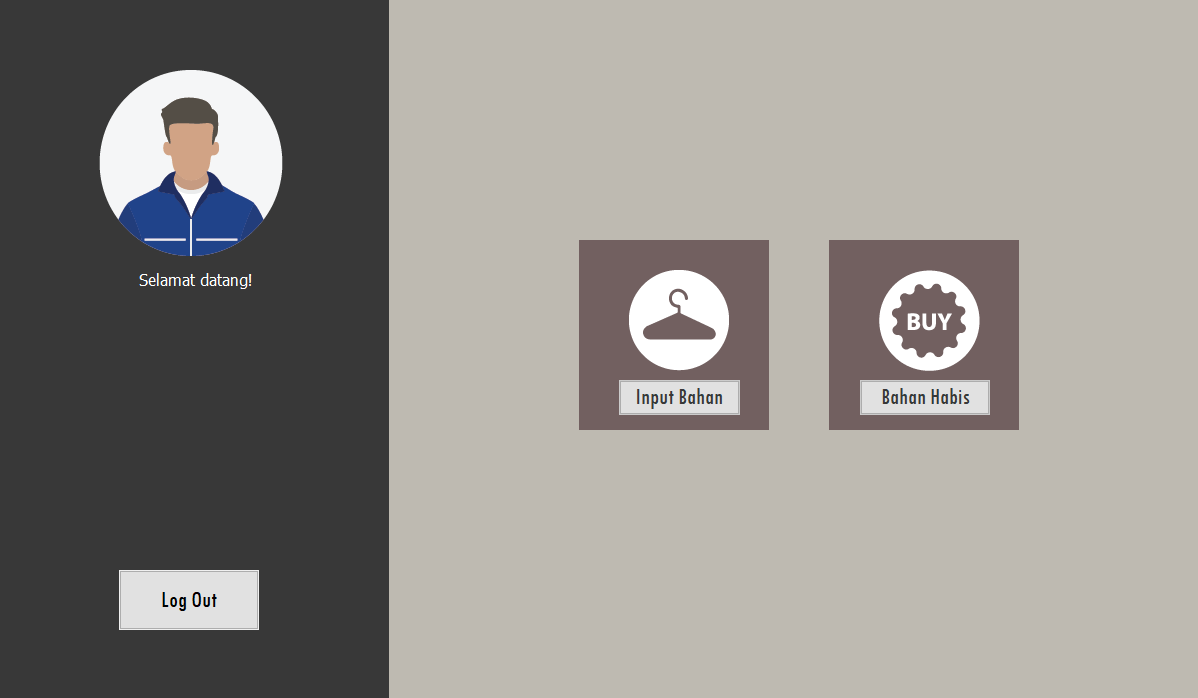 Selamat datang!
BUY
Input Bahan
Bahan Habis
Log Out